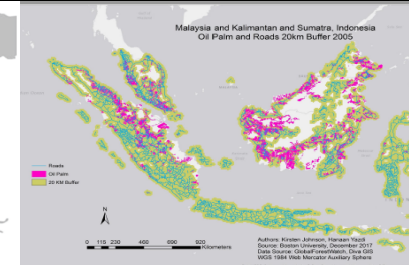 Malaysia and Kalimantan and Sumatra, Indonesia
Oil Palm and Roads 20km Buffer 2005
Roads
Oil Palm
20 KM Buffer
N
0 115 230 460 690 920
Kilometers
Authors: Kirsten Johnson, Hanaan Yazdi
Source: Boston University, December 2017
Data Source: GlobalForestWatch, Diva GIS
WGS 1984 Web Mercator Auxiliary Sphere